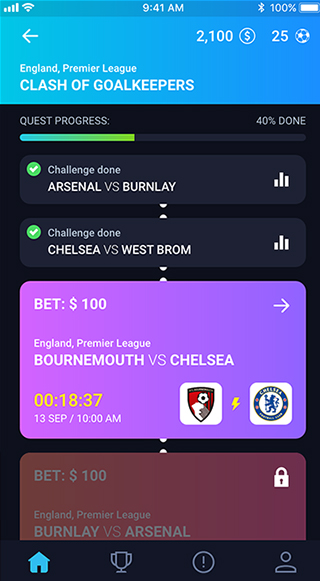 9:41 AM
100%
2,100
25
England, Premier League
CLASH OF GOALKEEPERS
QUEST PROGRESS:
40% DONE
Challenge done
ARSENAL VS BURNLAY
Challenge done
CHELSEA VS WEST BROM
BET: $ 100
England, Premier League
BOURNEMOUTH VS CHELSEA
00:18:37
13 SEP / 10:00 AM
CHELSEA
BET: $ 100
England, Premier League
BURNLAY VS ARSENAL